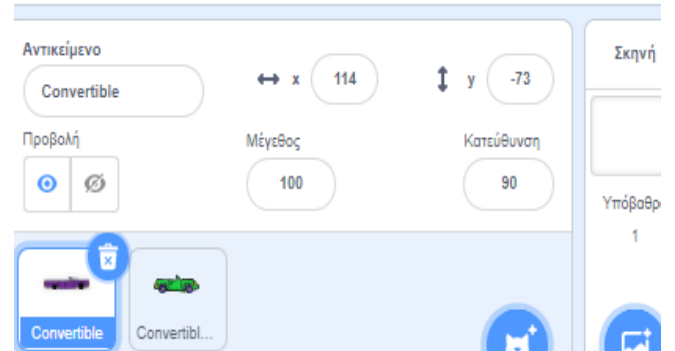 Αντικείμενο
Convertible
x 114
y -73
Σκηνή
Προβολή
Μέγεθος
Κατεύθυνση
100
90
Υπόβαθρ
1
Convertible
Convertibl...